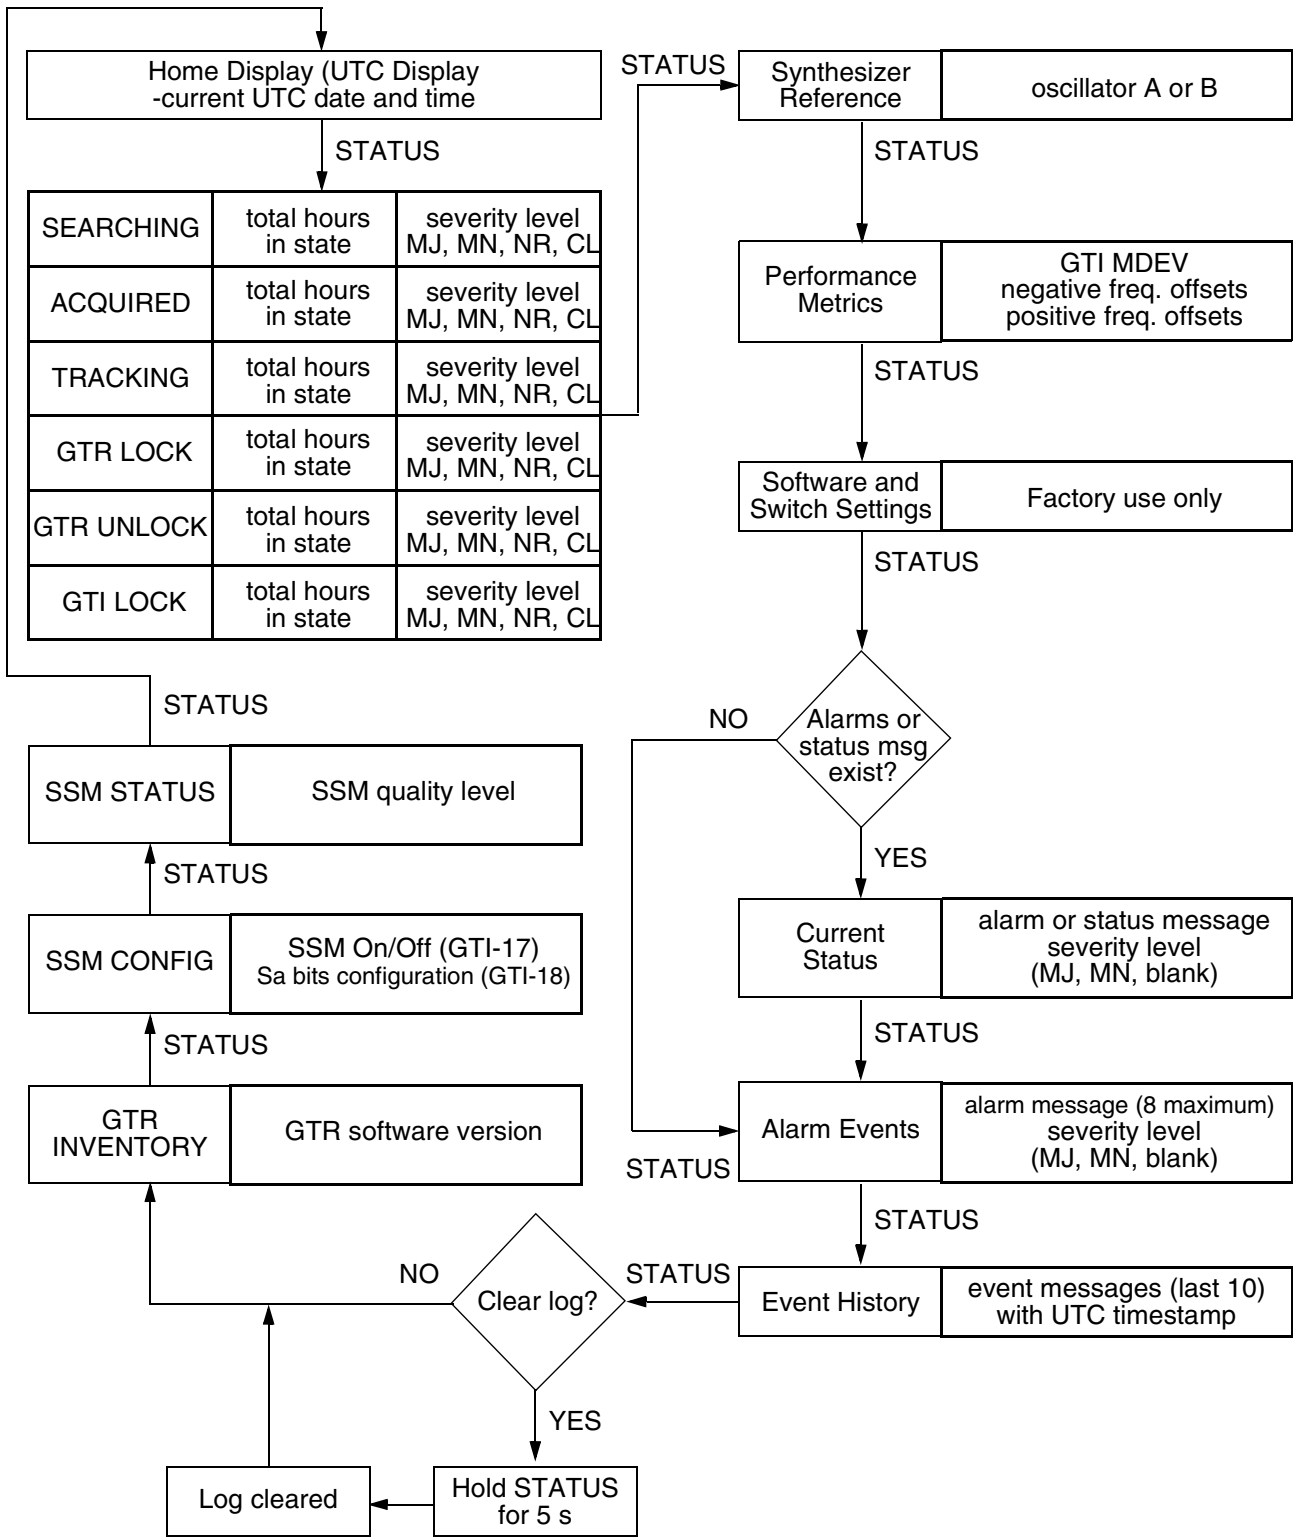 Home Display (UTC Display
-current UTC date and time
STATUS
SEARCHING
total hours
in state
severity level
MJ, MN, NR, CL
ACQUIRED
total hours
in state
severity level
MJ, MN, NR, CL
TRACKING
total hours
in state
severity level
MJ, MN, NR, CL
GTR LOCK
total hours
in state
severity level
MJ, MN, NR, CL
GTR UNLOCK
total hours
in state
severity level
MJ, MN, NR, CL
GTI LOCK
total hours
in state
severity level
MJ, MN, NR, CL
STATUS
Synthesizer
Reference
oscillator A or B
STATUS
Performance
Metrics
GTI MDEV
negative freq. offsets
positive freq. offsets
STATUS
Software and
Switch Settings
Factory use only
STATUS
Alarms or
status msg
exist?
NO
YES
Current
Status
alarm or status message
severity level
(MJ, MN, blank)
STATUS
Alarm Events
alarm message (8 maximum)
severity level
(MJ, MN, blank)
STATUS
STATUS
Event History
event messages (last 10)
with UTC timestamp
STATUS
Clear log?
NO
YES
Hold STATUS
for 5 s
Log cleared
GTR
INVENTORY
GTR software version
STATUS
SSM CONFIG
SSM On/Off (GTI-17)
Sa bits configuration (GTI-18)
STATUS
SSM STATUS
SSM quality level
STATUS